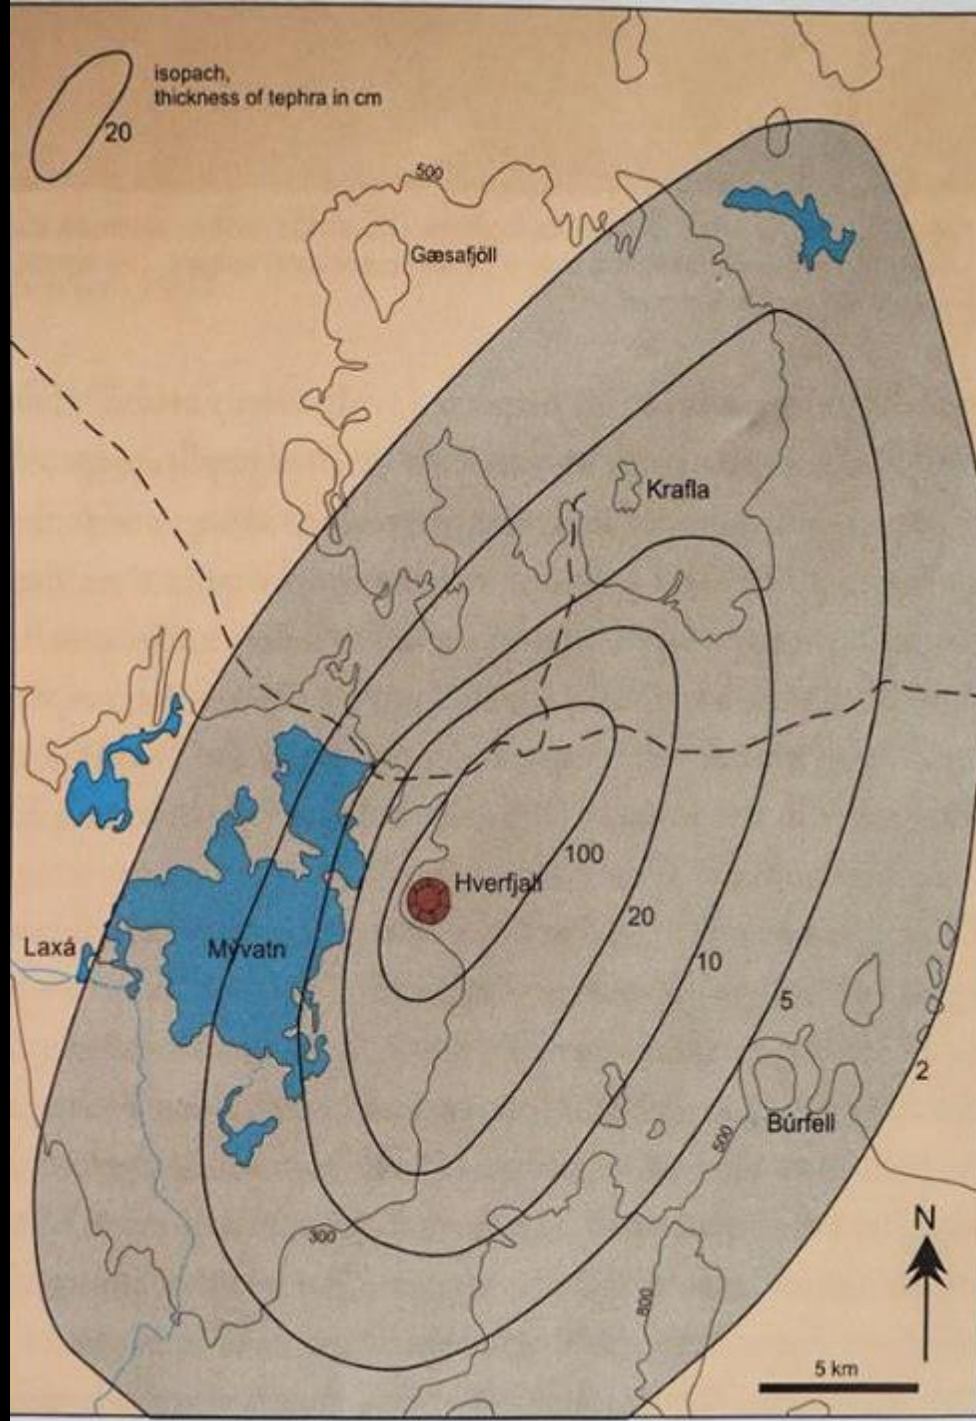 isopach,
thickness of tephra in cm
20
500
Gæsafjöll
Krafla
100
Hverfjall
20
Laxá
Mývatn
10
5
2
Búrfell
500
300
N
800
5 km